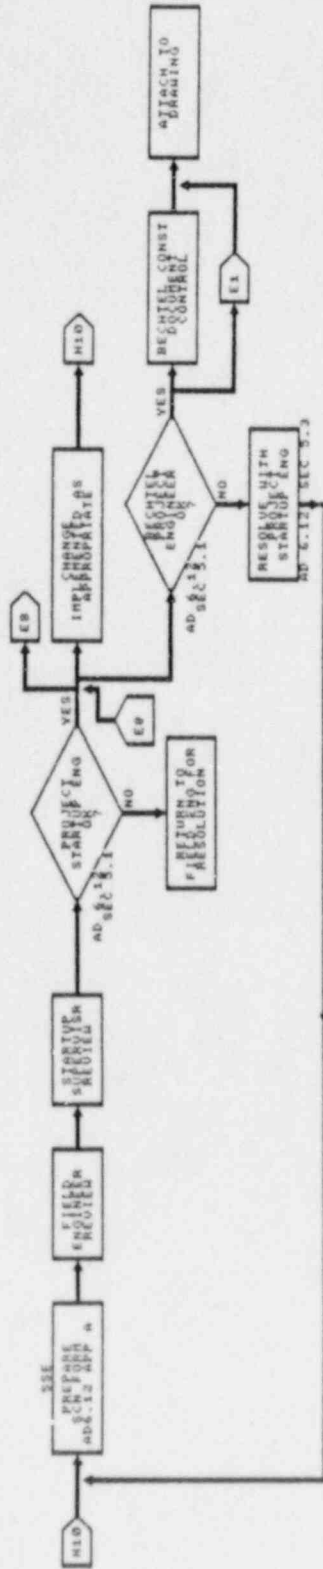 H10
SSE
PREPARE
SCN FORM
AD6.12 APP A
FIELD
ENGINEER
REVIEW
STARTUP
SUPERVISOR
REVIEW
PROJECT
STARTUP ENG
OK
?
AD 6.12
SEC 5.1
YES
NO
RETURN TO
FIELD ENG FOR
RESOLUTION
E8
E9
CHANGE
IMPLEMENTED AS
APPROPRIATE
H10
BECHTEL
PROJECT
ENGINEER
OK
?
AD 6.12
SEC 5.1
YES
NO
RESOLVE WITH
PROJECT
STARTUP ENG
AD 6.12 SEC 5.3
BECHTEL CONST
DOCUMENT
CONTROL
E1
ATTACH TO
DRAWING